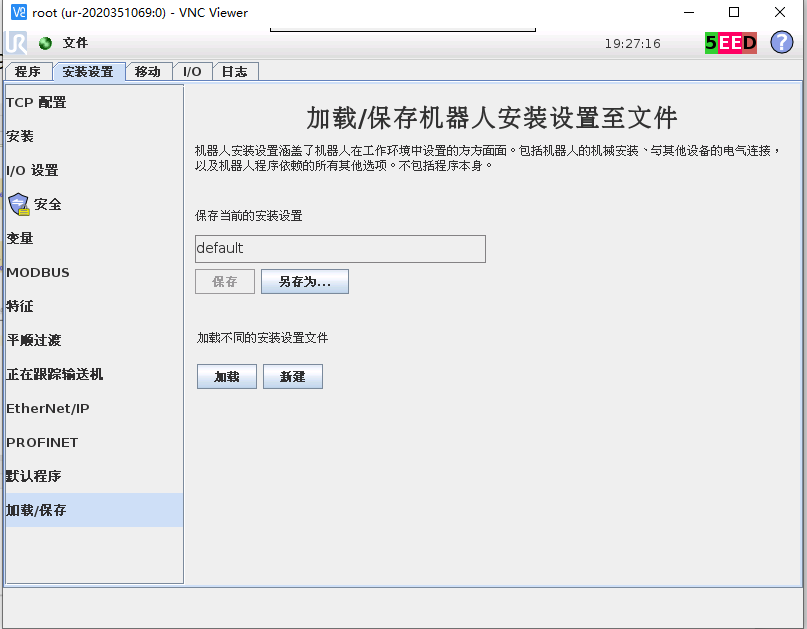 V2 root (ur-2020351069:0) - VNC Viewer
UR 文件 19:27:16 5EED ?
程序 安装设置 移动 I/O 日志
TCP 配置
安装
I/O 设置
安全
变量
MODBUS
特征
平顺过渡
正在跟踪输送机
EtherNet/IP
PROFINET
默认程序
加载/保存
加载/保存机器人安装设置至文件
机器人安装设置涵盖了机器人在工作环境中设置的方方面面。包括机器人的机械安装、与其他设备的电气连接，
以及机器人程序依赖的所有其他选项。不包括程序本身。
保存当前的安装设置
default
保存 另存为...
加载不同的安装设置文件
加载 新建